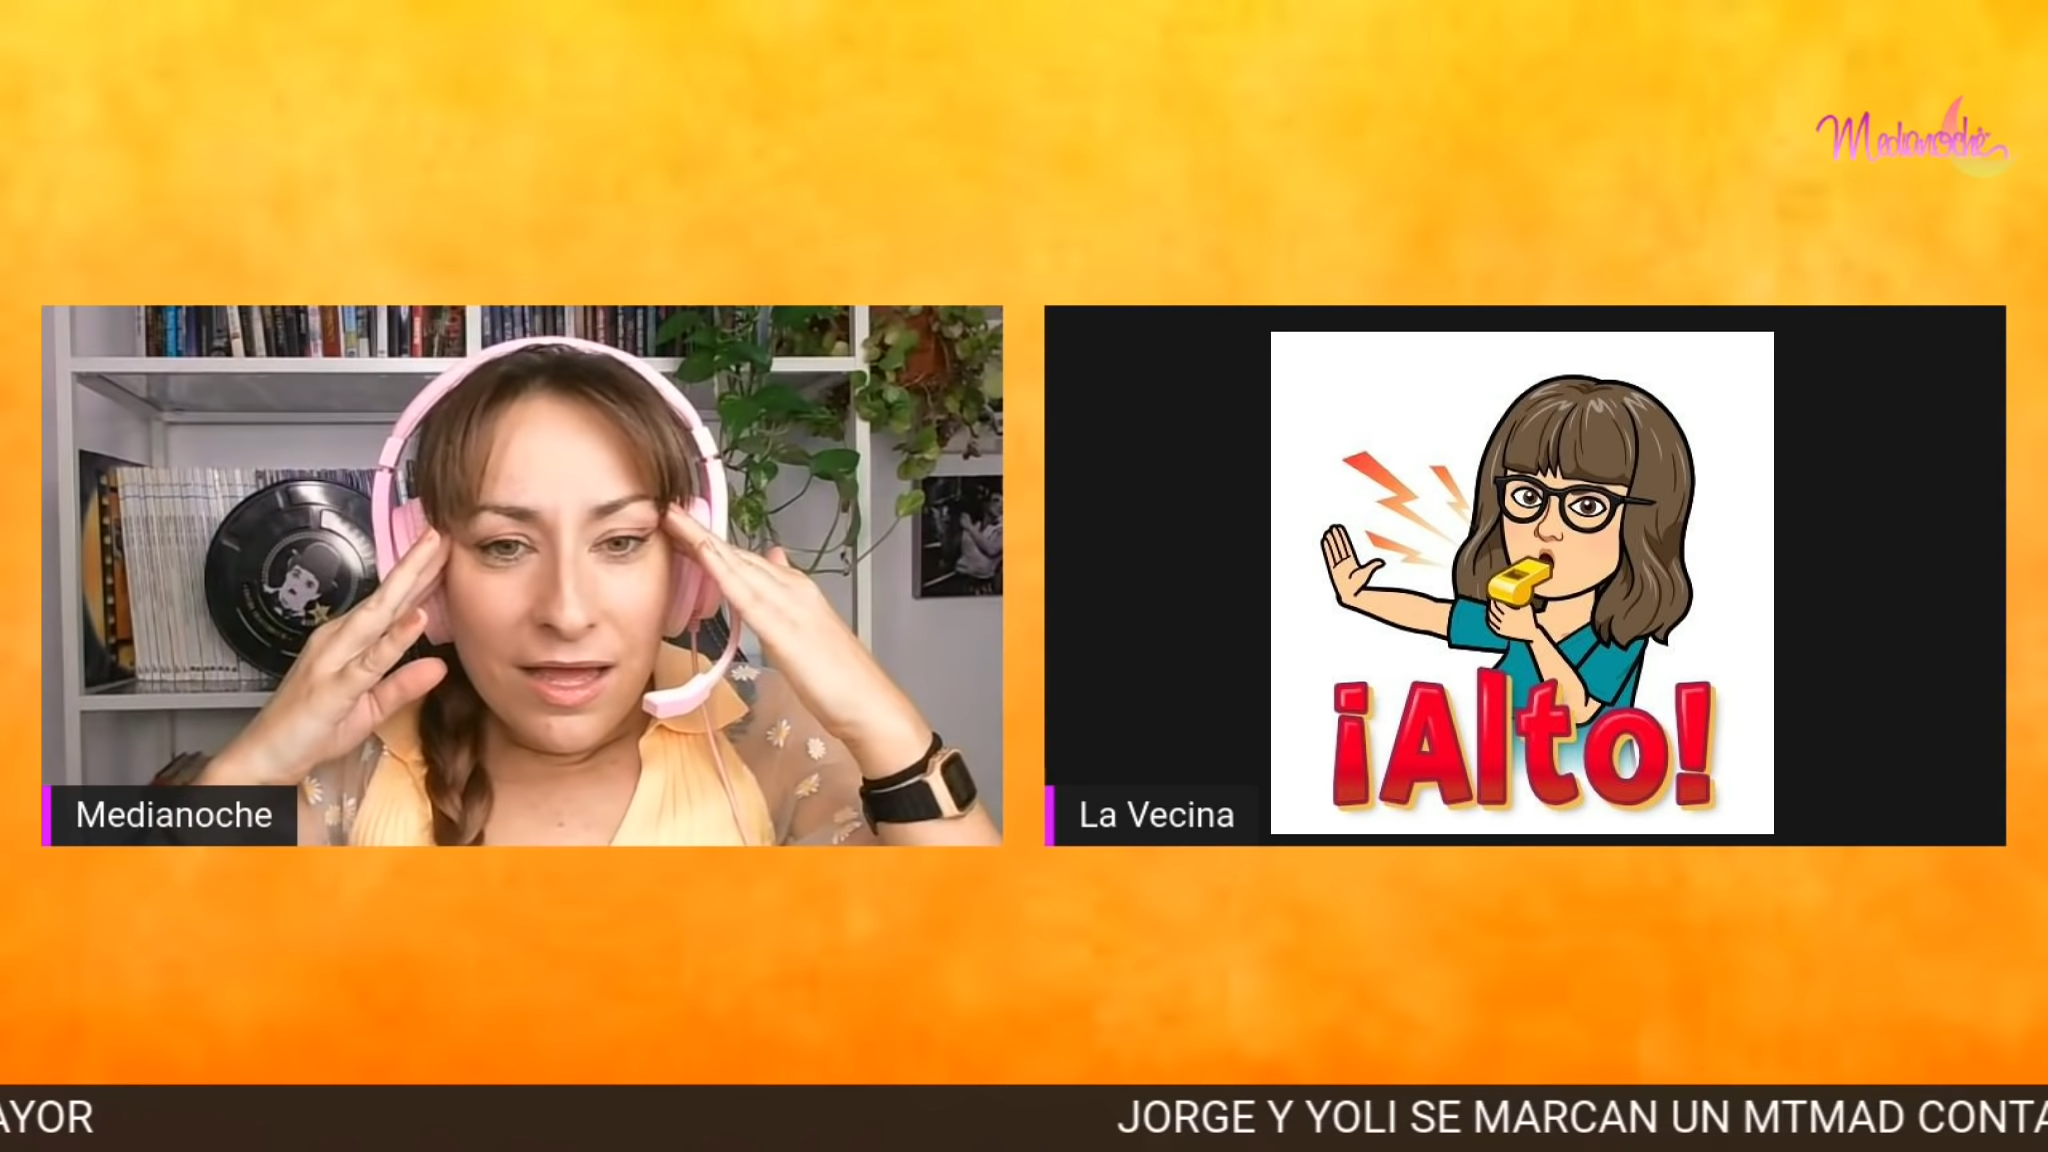 Medianoche
Medianoche
La Vecina
¡Alto!
AYOR
JORGE Y YOLI SE MARCAN UN MTMAD CONTA